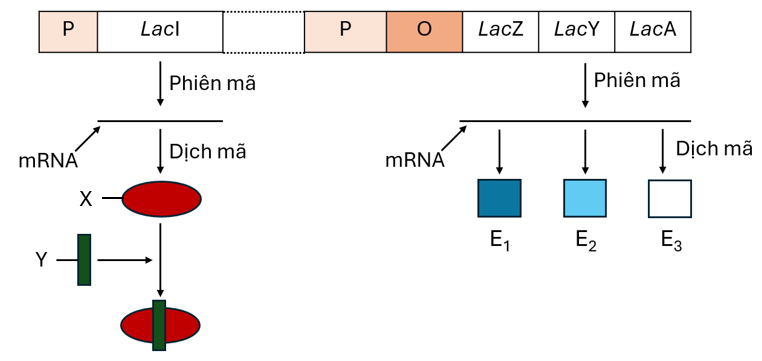 P LacI P O LacZ LacY LacA
Phiên mã Phiên mã
mRNA Dịch mã mRNA Dịch mã
X
E1 E2 E3
Y